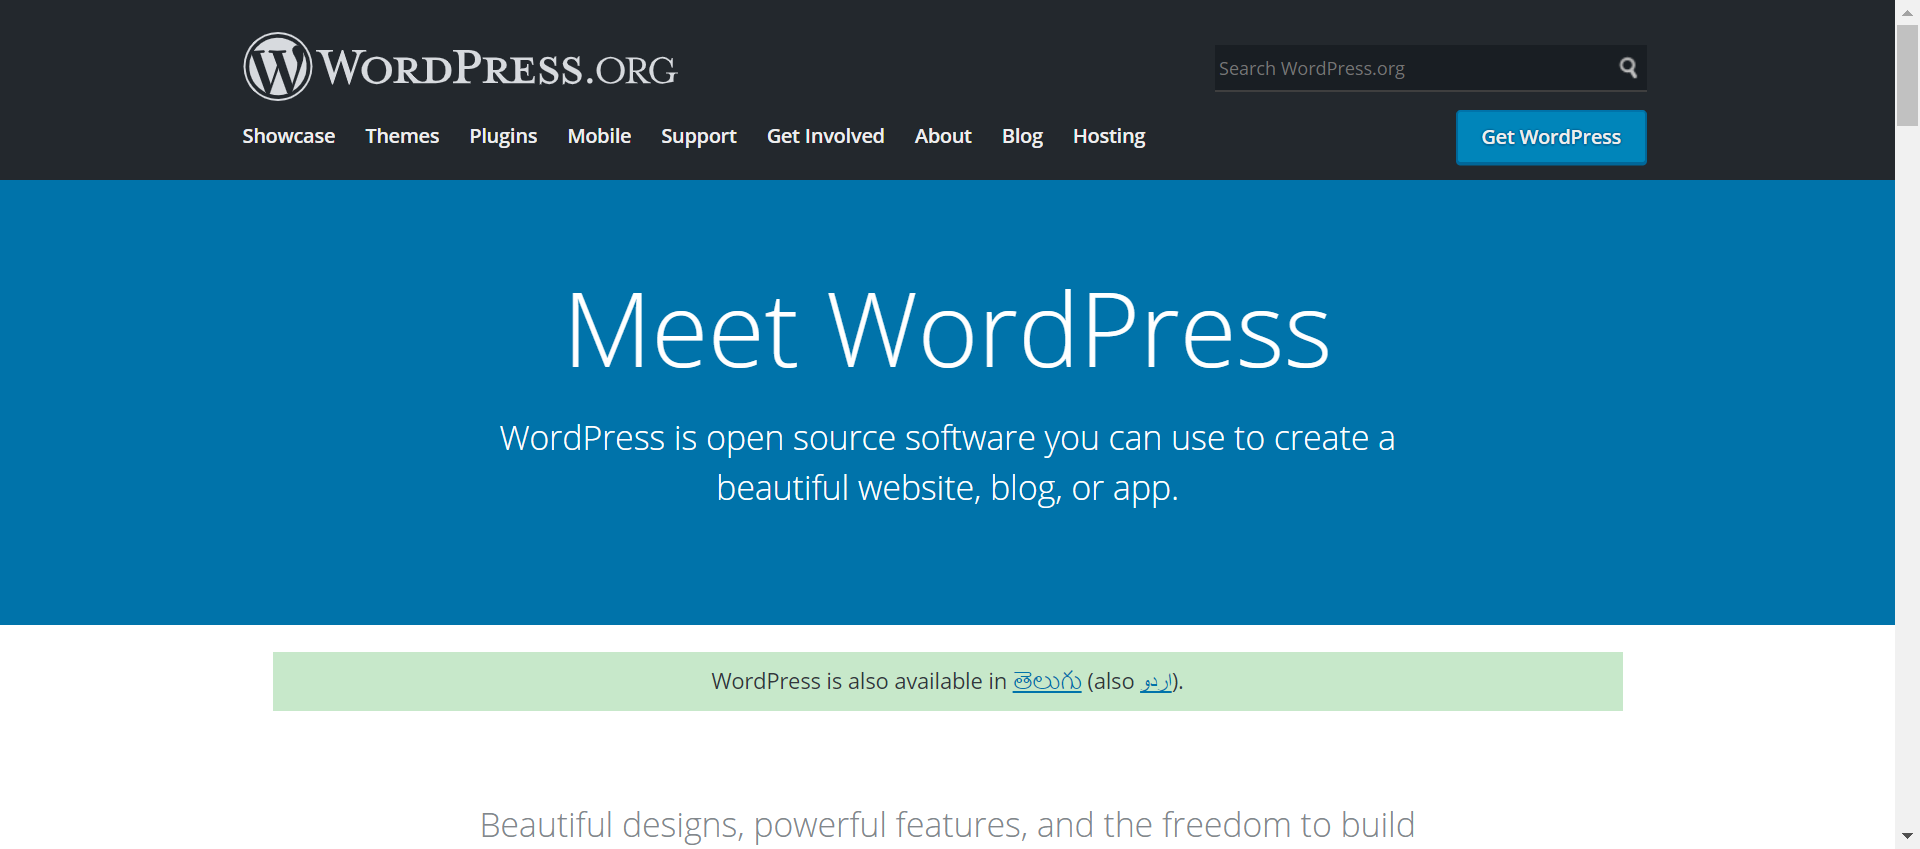 WORDPRESS.ORG
Search WordPress.org
Showcase Themes Plugins Mobile Support Get Involved About Blog Hosting
Get WordPress
Meet WordPress
WordPress is open source software you can use to create a
beautiful website, blog, or app.
WordPress is also available in తెలుగు (also اردو).
Beautiful designs, powerful features, and the freedom to build